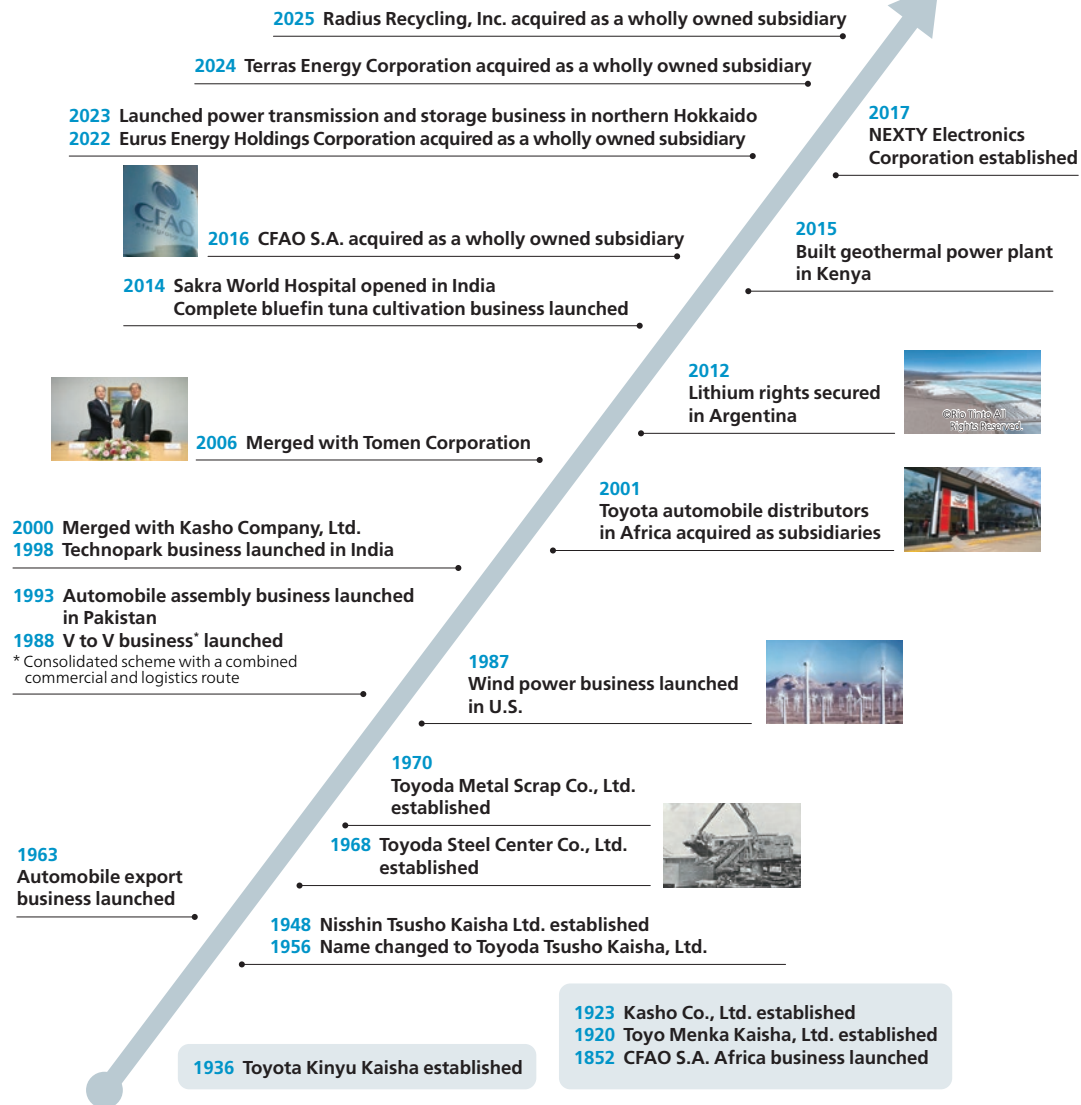 2025 Radius Recycling, Inc. acquired as a wholly owned subsidiary
2024 Terras Energy Corporation acquired as a wholly owned subsidiary
2023 Launched power transmission and storage business in northern Hokkaido
2022 Eurus Energy Holdings Corporation acquired as a wholly owned subsidiary
2017
NEXTY Electronics
Corporation established
CFAO
2016 CFAO S.A. acquired as a wholly owned subsidiary
2015
Built geothermal power plant
in Kenya
2014 Sakra World Hospital opened in India
Complete bluefin tuna cultivation business launched
2012
Lithium rights secured
in Argentina
©Rio Tinto All
Rights Reserved.
2006 Merged with Tomen Corporation
2001
Toyota automobile distributors
in Africa acquired as subsidiaries
2000 Merged with Kasho Company, Ltd.
1998 Technopark business launched in India
1993 Automobile assembly business launched
in Pakistan
1988 V to V business* launched
* Consolidated scheme with a combined
commercial and logistics route
1987
Wind power business launched
in U.S.
1970
Toyoda Metal Scrap Co., Ltd.
established
1968 Toyoda Steel Center Co., Ltd.
established
1963
Automobile export
business launched
1948 Nisshin Tsusho Kaisha Ltd. established
1956 Name changed to Toyoda Tsusho Kaisha, Ltd.
1923 Kasho Co., Ltd. established
1920 Toyo Menka Kaisha, Ltd. established
1852 CFAO S.A. Africa business launched
1936 Toyota Kinyu Kaisha established